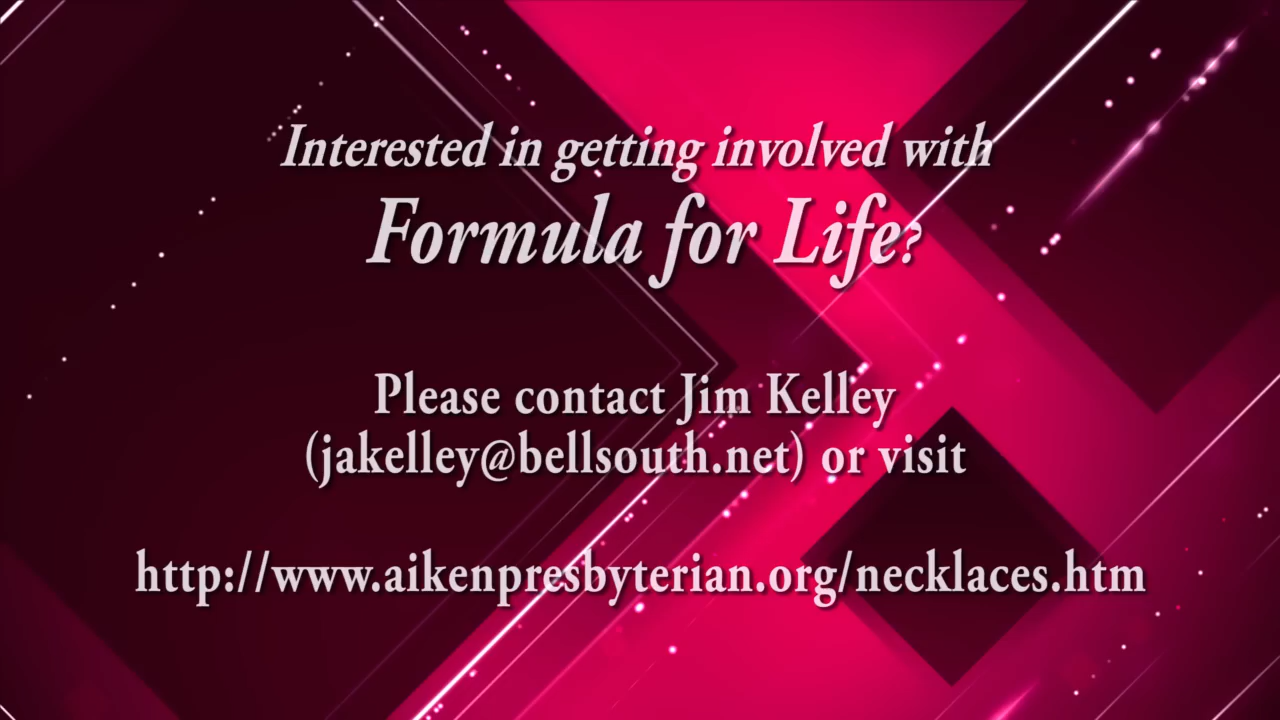 Interested in getting involved with
Formula for Life?
Please contact Jim Kelley
(jakelley@bellsouth.net) or visit
http://www.aikenpresbyterian.org/necklaces.htm